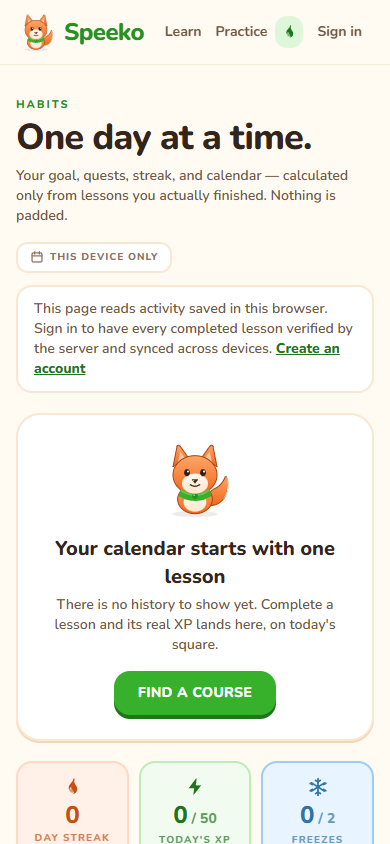 Speeko
Learn
Practice
Sign in
HABITS
One day at a time.
Your goal, quests, streak, and calendar — calculated
only from lessons you actually finished. Nothing is
padded.
THIS DEVICE ONLY
This page reads activity saved in this browser.
Sign in to have every completed lesson verified by
the server and synced across devices. Create an
account
Your calendar starts with one
lesson
There is no history to show yet. Complete a
lesson and its real XP lands here, on today's
square.
FIND A COURSE
0
DAY STREAK
0 / 50
TODAY'S XP
0 / 2
FREEZES